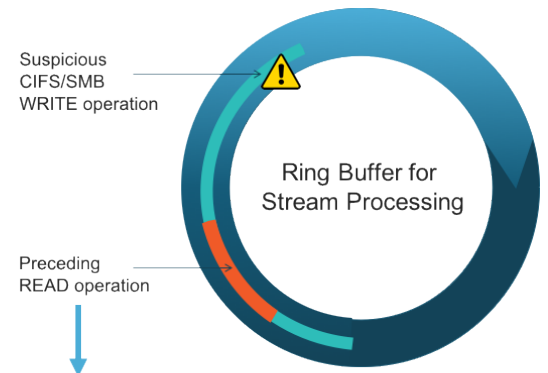 Suspicious
CIFS/SMB
WRITE operation
Ring Buffer for
Stream Processing
Preceding
READ operation